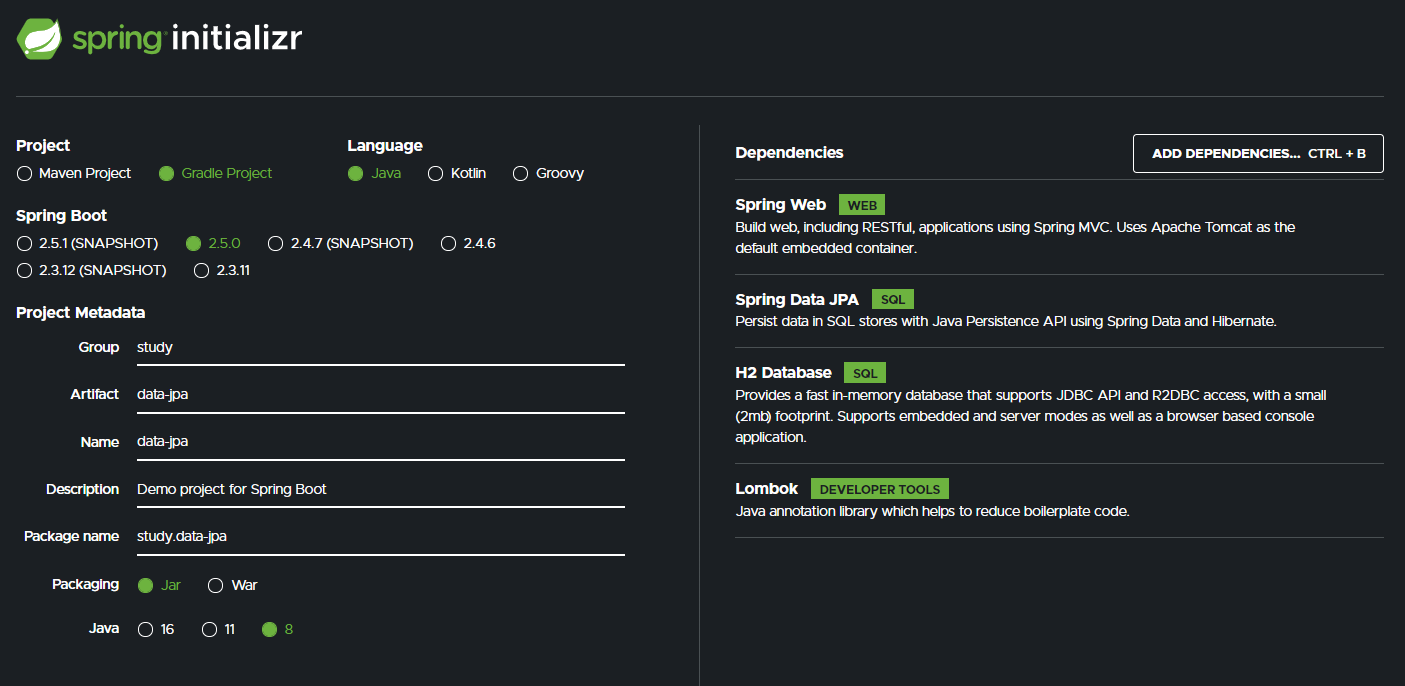 spring initializr
Project
Maven Project Gradle Project
Language
Java Kotlin Groovy
Spring Boot
2.5.1 (SNAPSHOT) 2.5.0 2.4.7 (SNAPSHOT) 2.4.6
2.3.12 (SNAPSHOT) 2.3.11
Project Metadata
Group study
Artifact data-jpa
Name data-jpa
Description Demo project for Spring Boot
Package name study.data-jpa
Packaging Jar War
Java 16 11 8
Dependencies ADD DEPENDENCIES... CTRL + B
Spring Web WEB
Build web, including RESTful, applications using Spring MVC. Uses Apache Tomcat as the
default embedded container.
Spring Data JPA SQL
Persist data in SQL stores with Java Persistence API using Spring Data and Hibernate.
H2 Database SQL
Provides a fast in-memory database that supports JDBC API and R2DBC access, with a small
(2mb) footprint. Supports embedded and server modes as well as a browser based console
application.
Lombok DEVELOPER TOOLS
Java annotation library which helps to reduce boilerplate code.